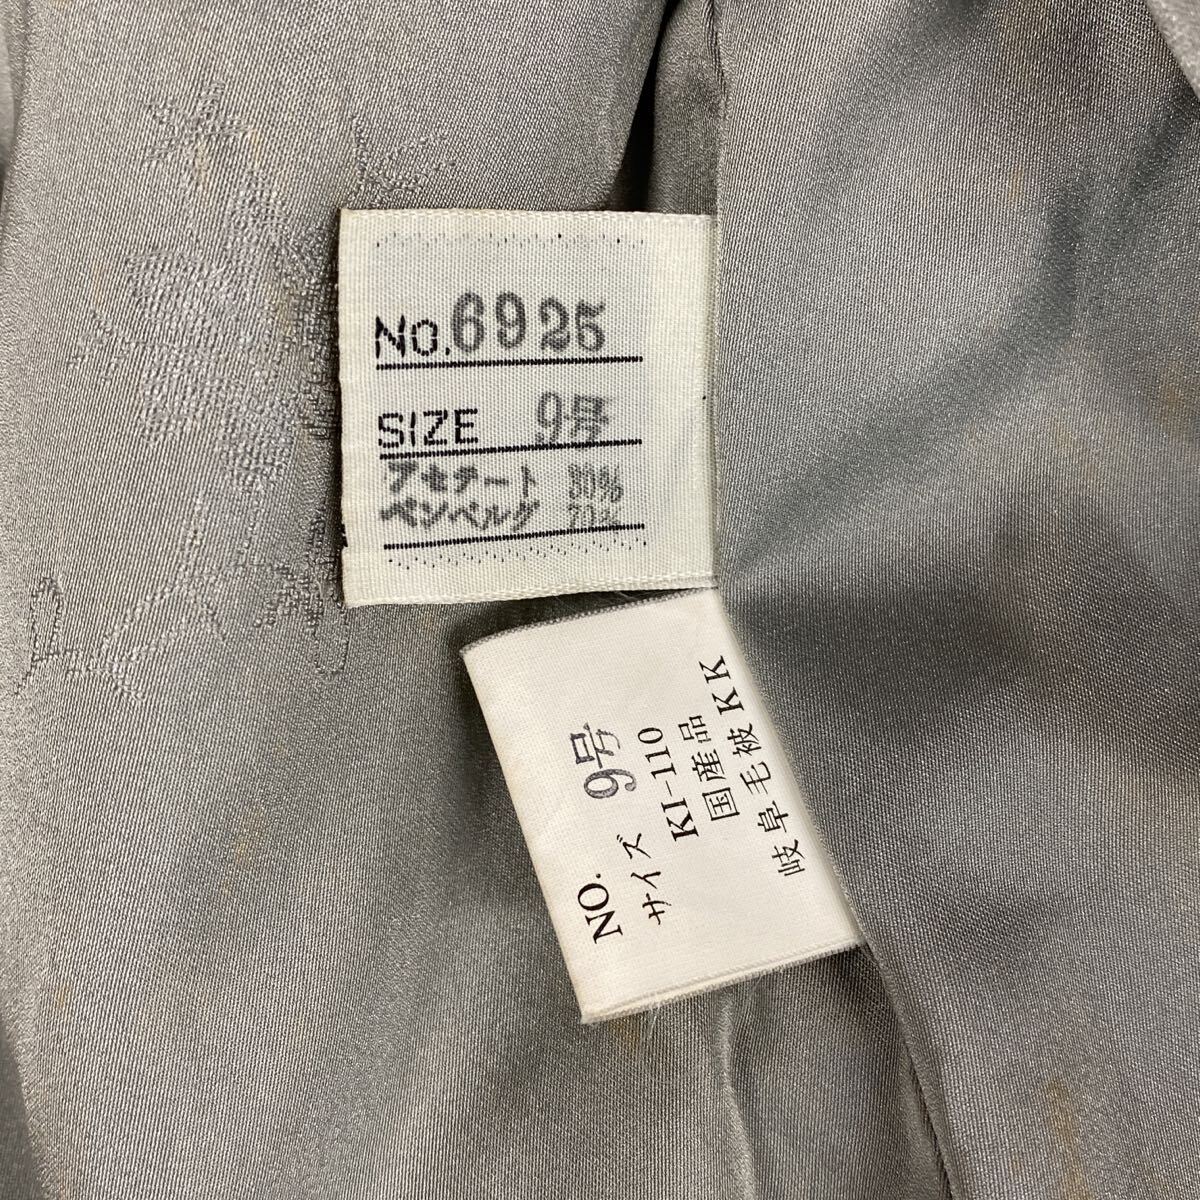 NO. 6925
SIZE 9号
アセテート 30%
ベンベルグ 70%
NO. 9号
サイズ
KI-110
国産品
岐阜毛被KK